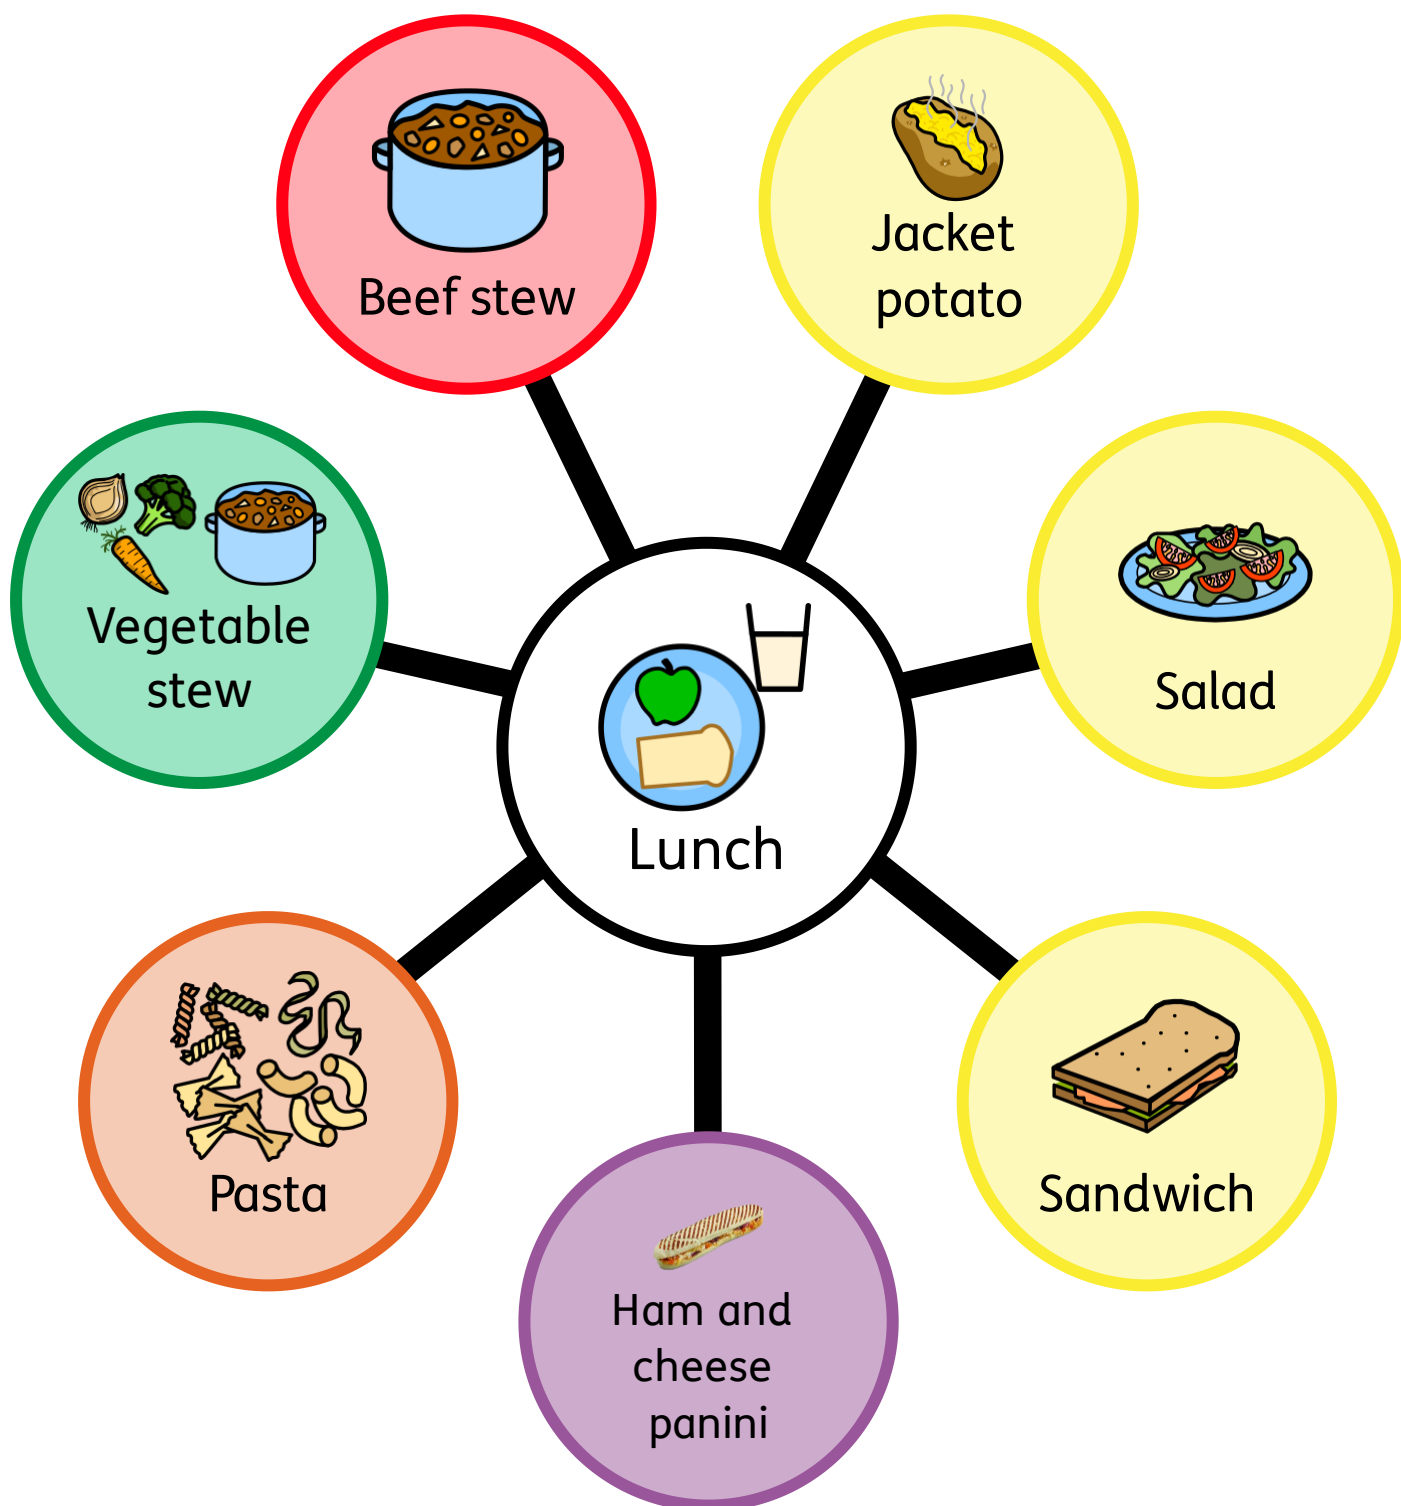 Beef stew
Jacket
potato
Vegetable
stew
Salad
Lunch
Pasta
Sandwich
Ham and
cheese
panini